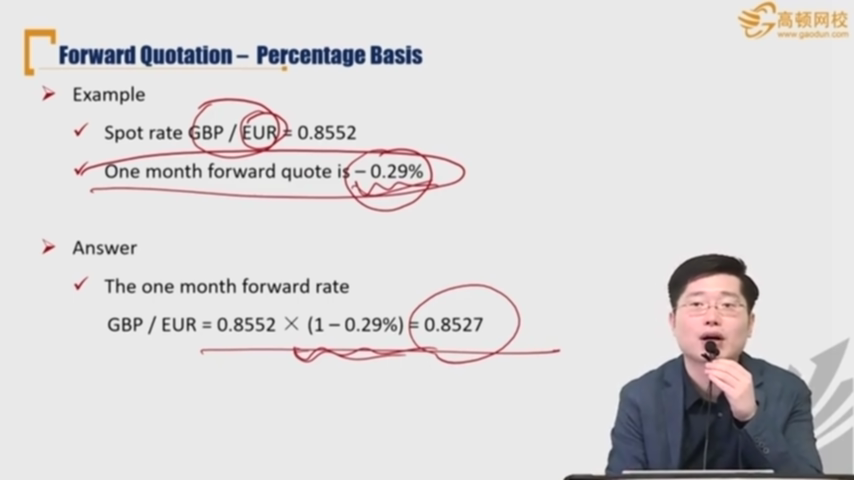 高顿网校
www.gaodun.com
Forward Quotation – Percentage Basis
Example
Spot rate GBP / EUR = 0.8552
One month forward quote is – 0.29%
Answer
The one month forward rate
GBP / EUR = 0.8552 × (1 – 0.29%) = 0.8527